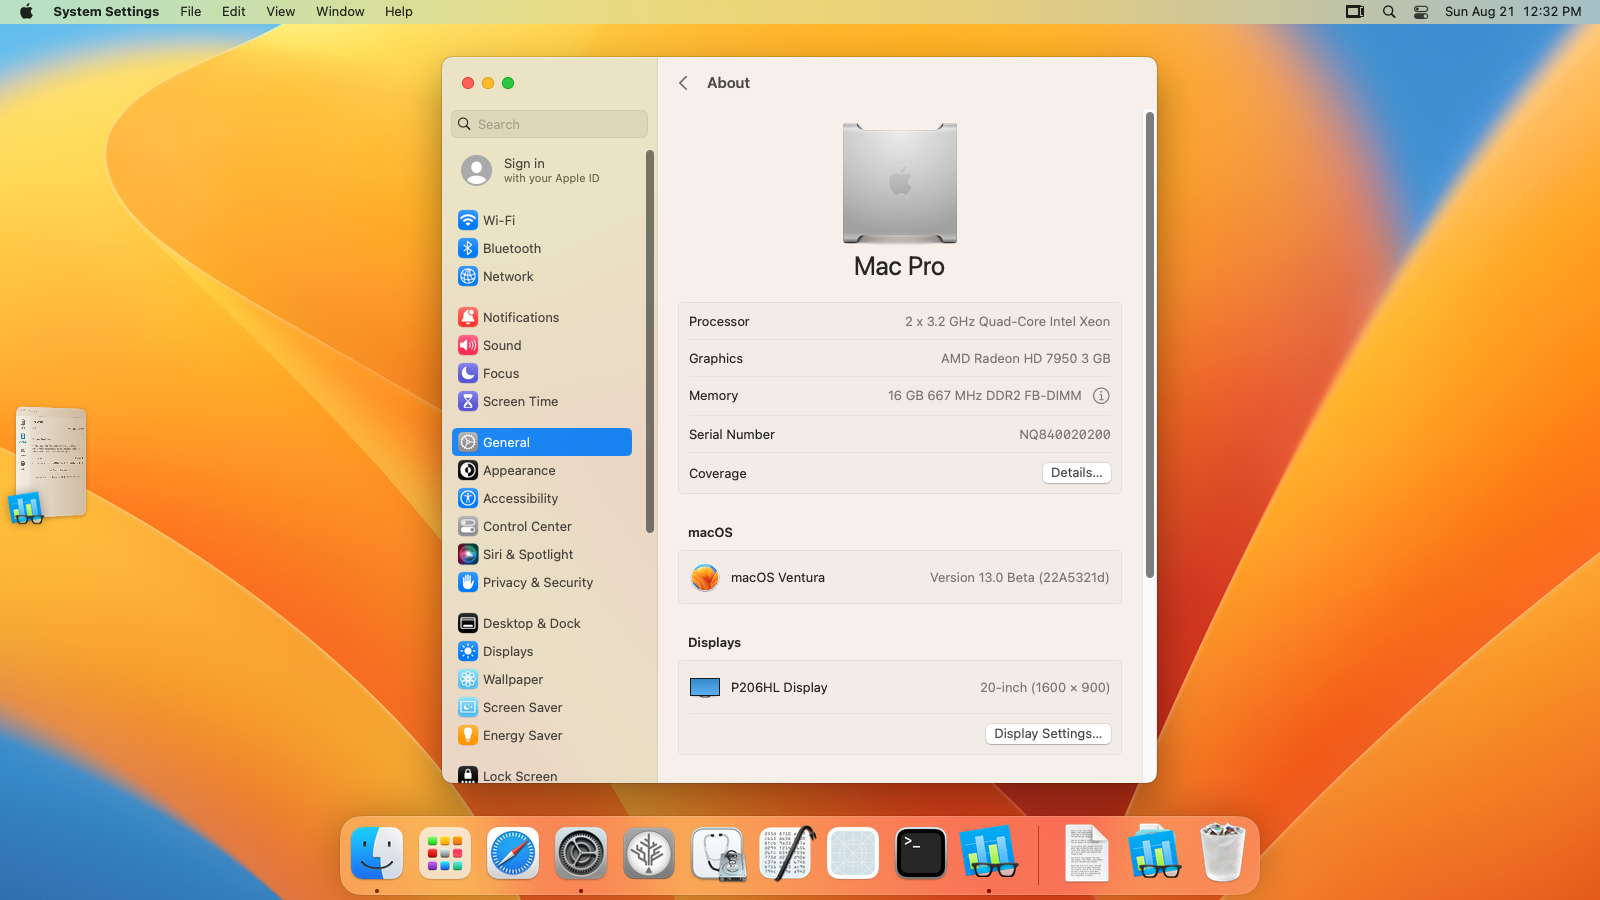 System Settings File Edit View Window Help Sun Aug 21 12:32 PM
Search
Sign in
with your Apple ID
Wi-Fi
Bluetooth
Network
Notifications
Sound
Focus
Screen Time
General
Appearance
Accessibility
Control Center
Siri & Spotlight
Privacy & Security
Desktop & Dock
Displays
Wallpaper
Screen Saver
Energy Saver
Lock Screen
About
Mac Pro
Processor 2 x 3.2 GHz Quad-Core Intel Xeon
Graphics AMD Radeon HD 7950 3 GB
Memory 16 GB 667 MHz DDR2 FB-DIMM
Serial Number NQ840020200
Coverage Details...
macOS
macOS Ventura Version 13.0 Beta (22A5321d)
Displays
P206HL Display 20-inch (1600 × 900)
Display Settings...